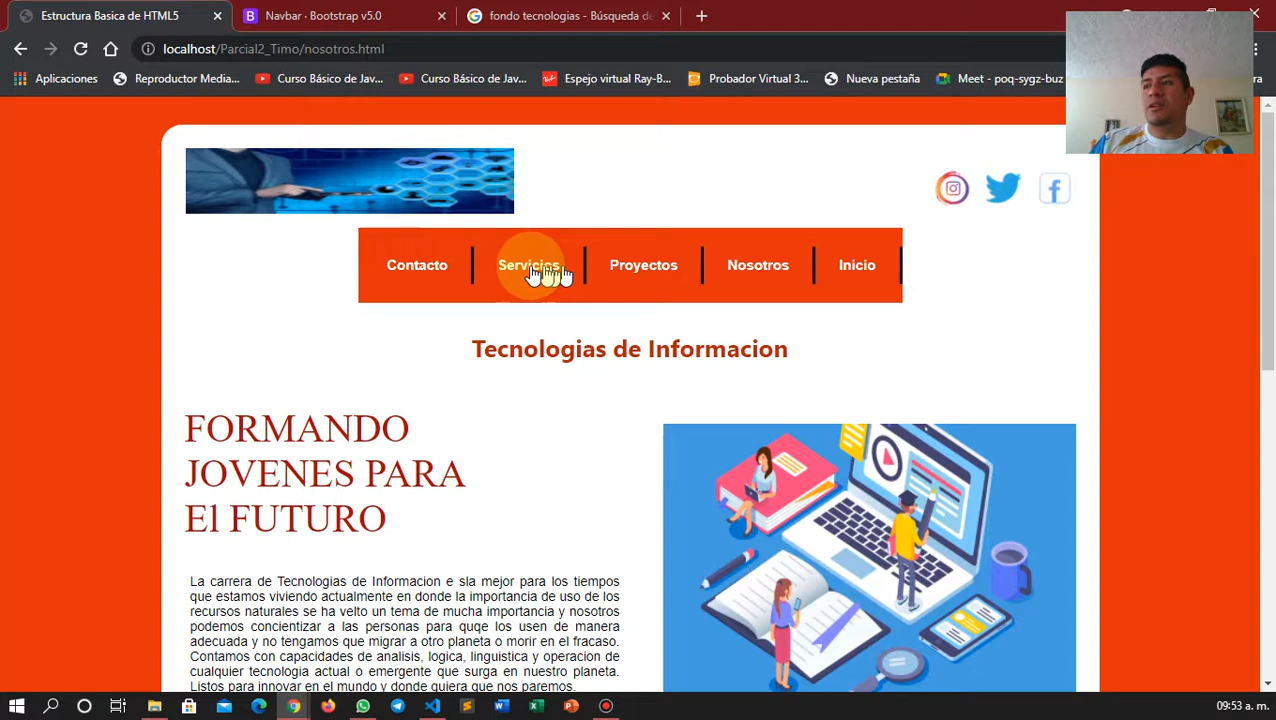 Estructura Basica de HTML5
Navbar · Bootstrap v5.0
fondo tecnologias - Búsqueda de
localhost/Parcial2_Timo/nosotros.html
Aplicaciones
Reproductor Media...
Curso Básico de Jav...
Curso Básico de Jav...
Espejo virtual Ray-B...
Probador Virtual 3...
Nueva pestaña
Meet - poq-sygz-buz
ra
Contacto
Servicios
Proyectos
Nosotros
Inicio
Tecnologias de Informacion
FORMANDO
JOVENES PARA
El FUTURO
La carrera de Tecnologias de Informacion e sla mejor para los tiempos
que estamos viviendo actualmente en donde la importancia de uso de los
recursos naturales se ha velto un tema de mucha importancia y nosotros
podemos concientizar a las personas para quqe los usen de manera
adecuada y no tengamos que migrar a otro planeta o morir en el fracaso.
Contamos con capacidades de analisis, logica, linguistica y operacion de
cualquier tecnologia actual o emergente que surga en nuestro planeta.
Listos para innovar en el mundo y donde quiera que nos paremos.
09:53 a. m.